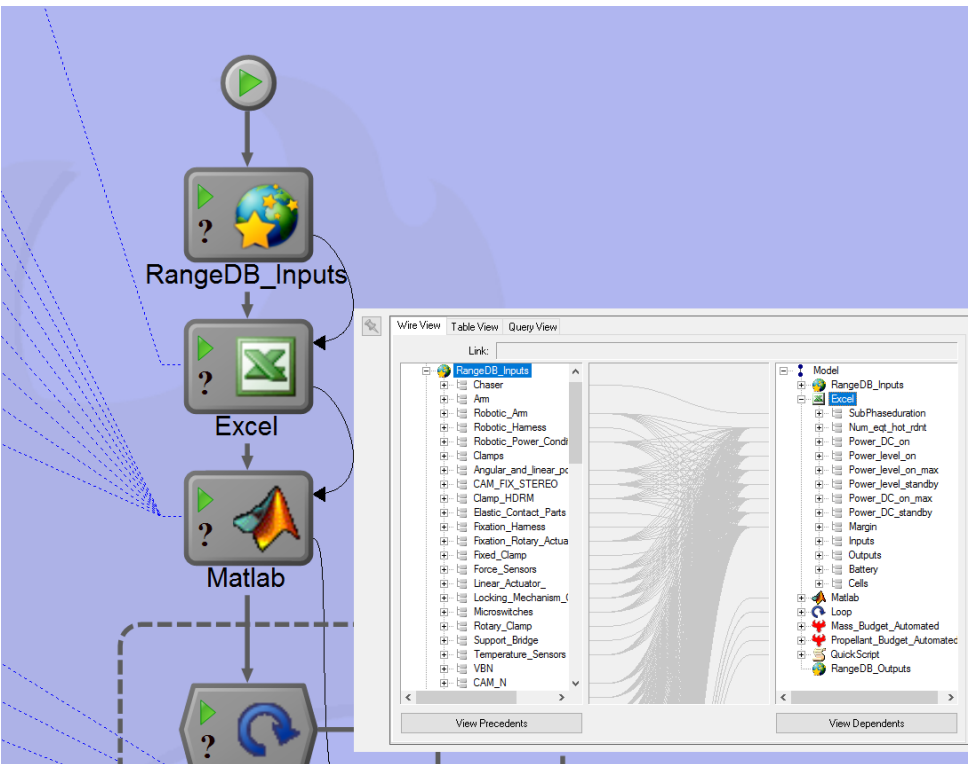 ?
RangeDB_Inputs
?
Excel
?
Matlab
?
Wire View Table View Query View
Link:
RangeDB_Inputs
Chaser
Arm
Robotic_Arm
Robotic_Harness
Robotic_Power_Condi
Clamps
Angular_and_linear_po
CAM_FIX_STEREO
Clamp_HDRM
Elastic_Contact_Parts
Fixation_Harness
Fixation_Rotary_Actua
Fixed_Clamp
Force_Sensors
Linear_Actuator_
Locking_Mechanism_C
Microswitches
Rotary_Clamp
Support_Bridge
Temperature_Sensors
VBN
CAM_N
View Precedents
Model
RangeDB_Inputs
Excel
SubPhaseduration
Num_eqt_hot_rdnt
Power_DC_on
Power_level_on
Power_level_on_max
Power_level_standby
Power_DC_on_max
Power_DC_standby
Margin
Inputs
Outputs
Battery
Cells
Matlab
Loop
Mass_Budget_Automated
Propellant_Budget_Automated
QuickScript
RangeDB_Outputs
View Dependents